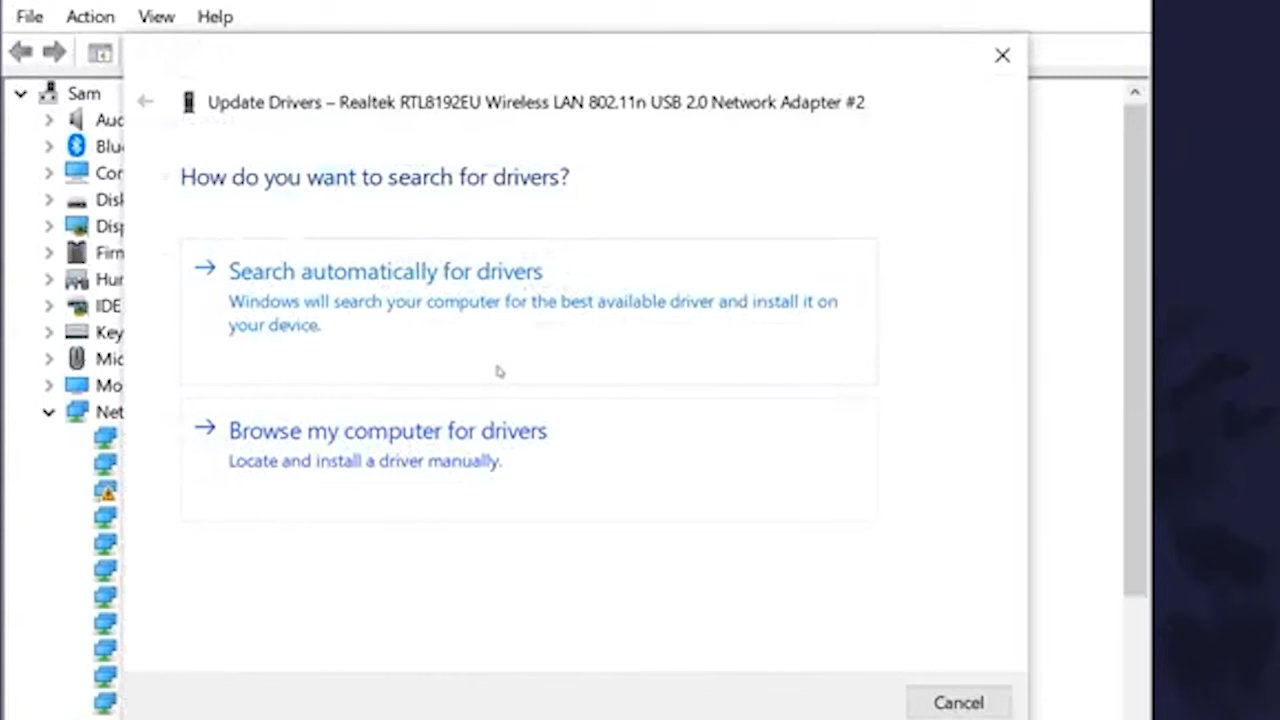 File Action View Help
Sam
Update Drivers – Realtek RTL8192EU Wireless LAN 802.11n USB 2.0 Network Adapter #2
How do you want to search for drivers?
Search automatically for drivers
Windows will search your computer for the best available driver and install it on
your device.
Browse my computer for drivers
Locate and install a driver manually.
Auc
Blu
Cor
Disk
Disp
Firm
Hur
IDE
Key
Mic
Mo
Net
Cancel